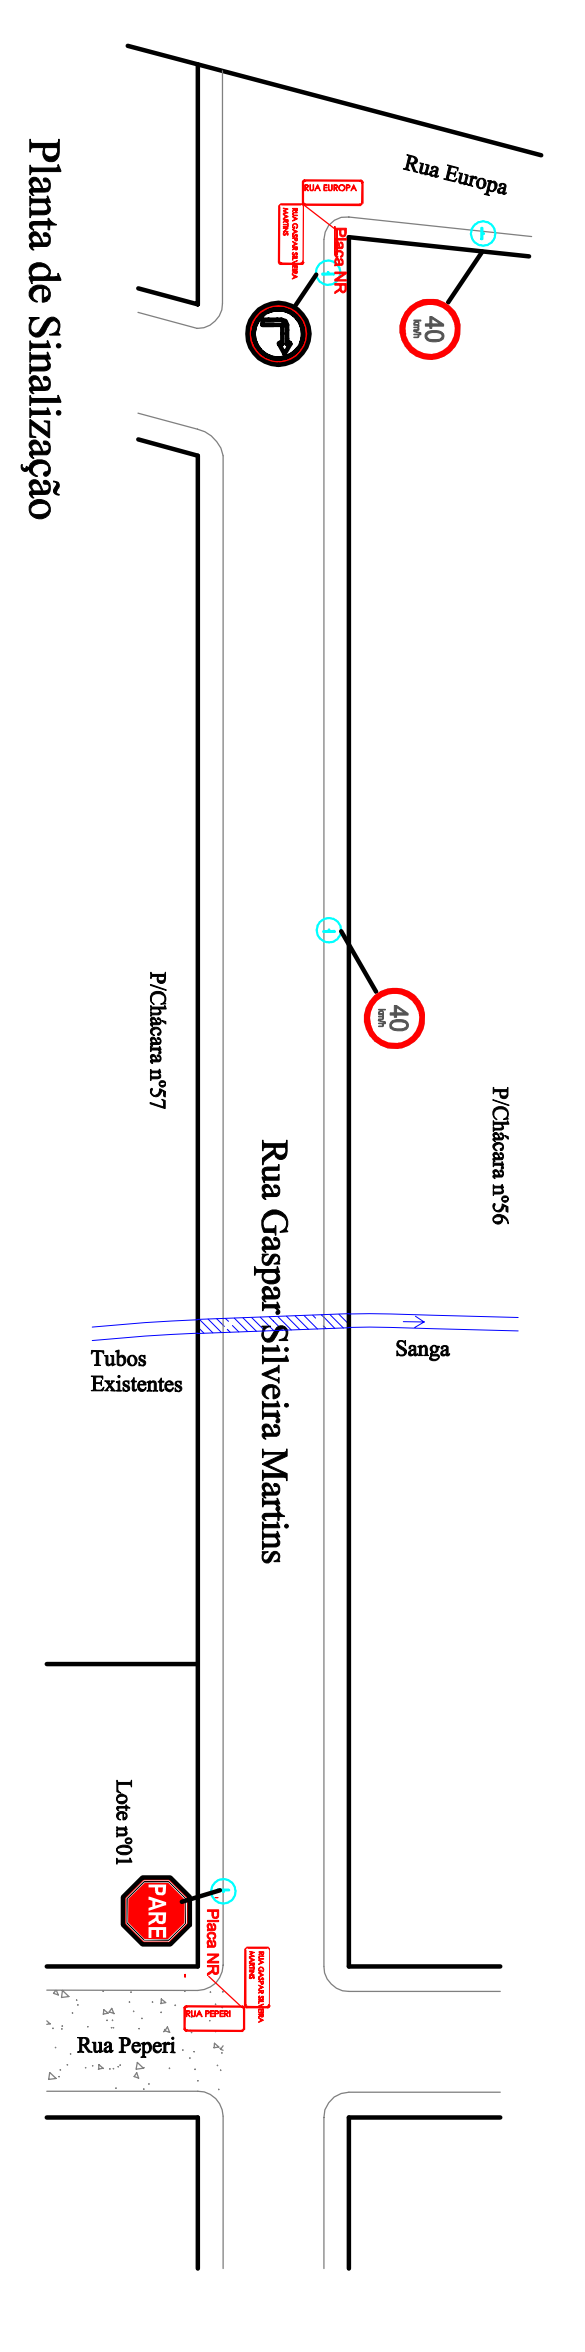 Planta de Sinalização
Rua Europa
RUA EUROPA
RUA GASPAR SILVEIRA
MARTINS
Placa NR
40
km/h
40
km/h
P/Chácara nº57
P/Chácara nº56
Rua Gaspar Silveira Martins
Tubos
Existentes
Sanga
Lote nº01
PARE
Placa NR
RUA GASPAR SILVEIRA
MARTINS
RUA PEPERI
Rua Peperi